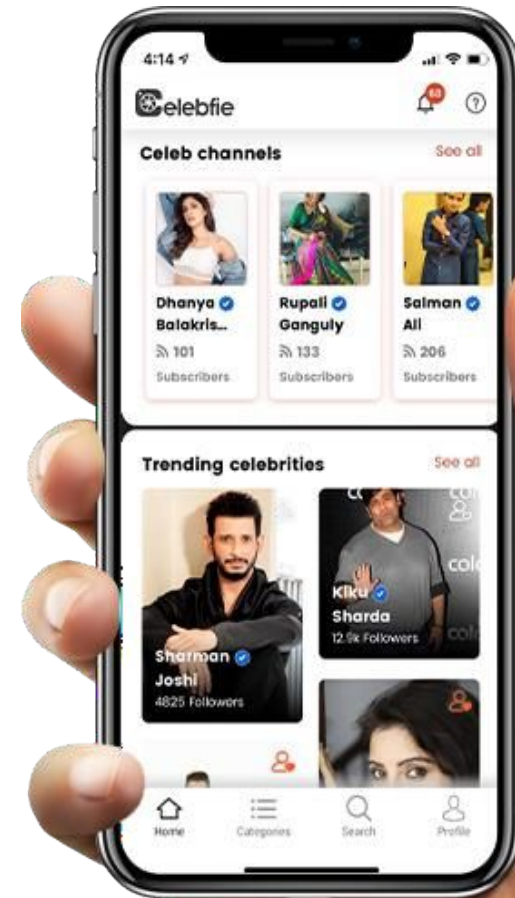 4:14
Celebfie
68
?
Celeb channels
See all
Dhanya
Balakris...
101
Subscribers
Rupali
Ganguly
133
Subscribers
Salman
Ali
206
Subscribers
Trending celebrities
See all
Sharman
Joshi
4825 Followers
Kiku
Sharda
12.9k Followers
Home
Categories
Search
Profile